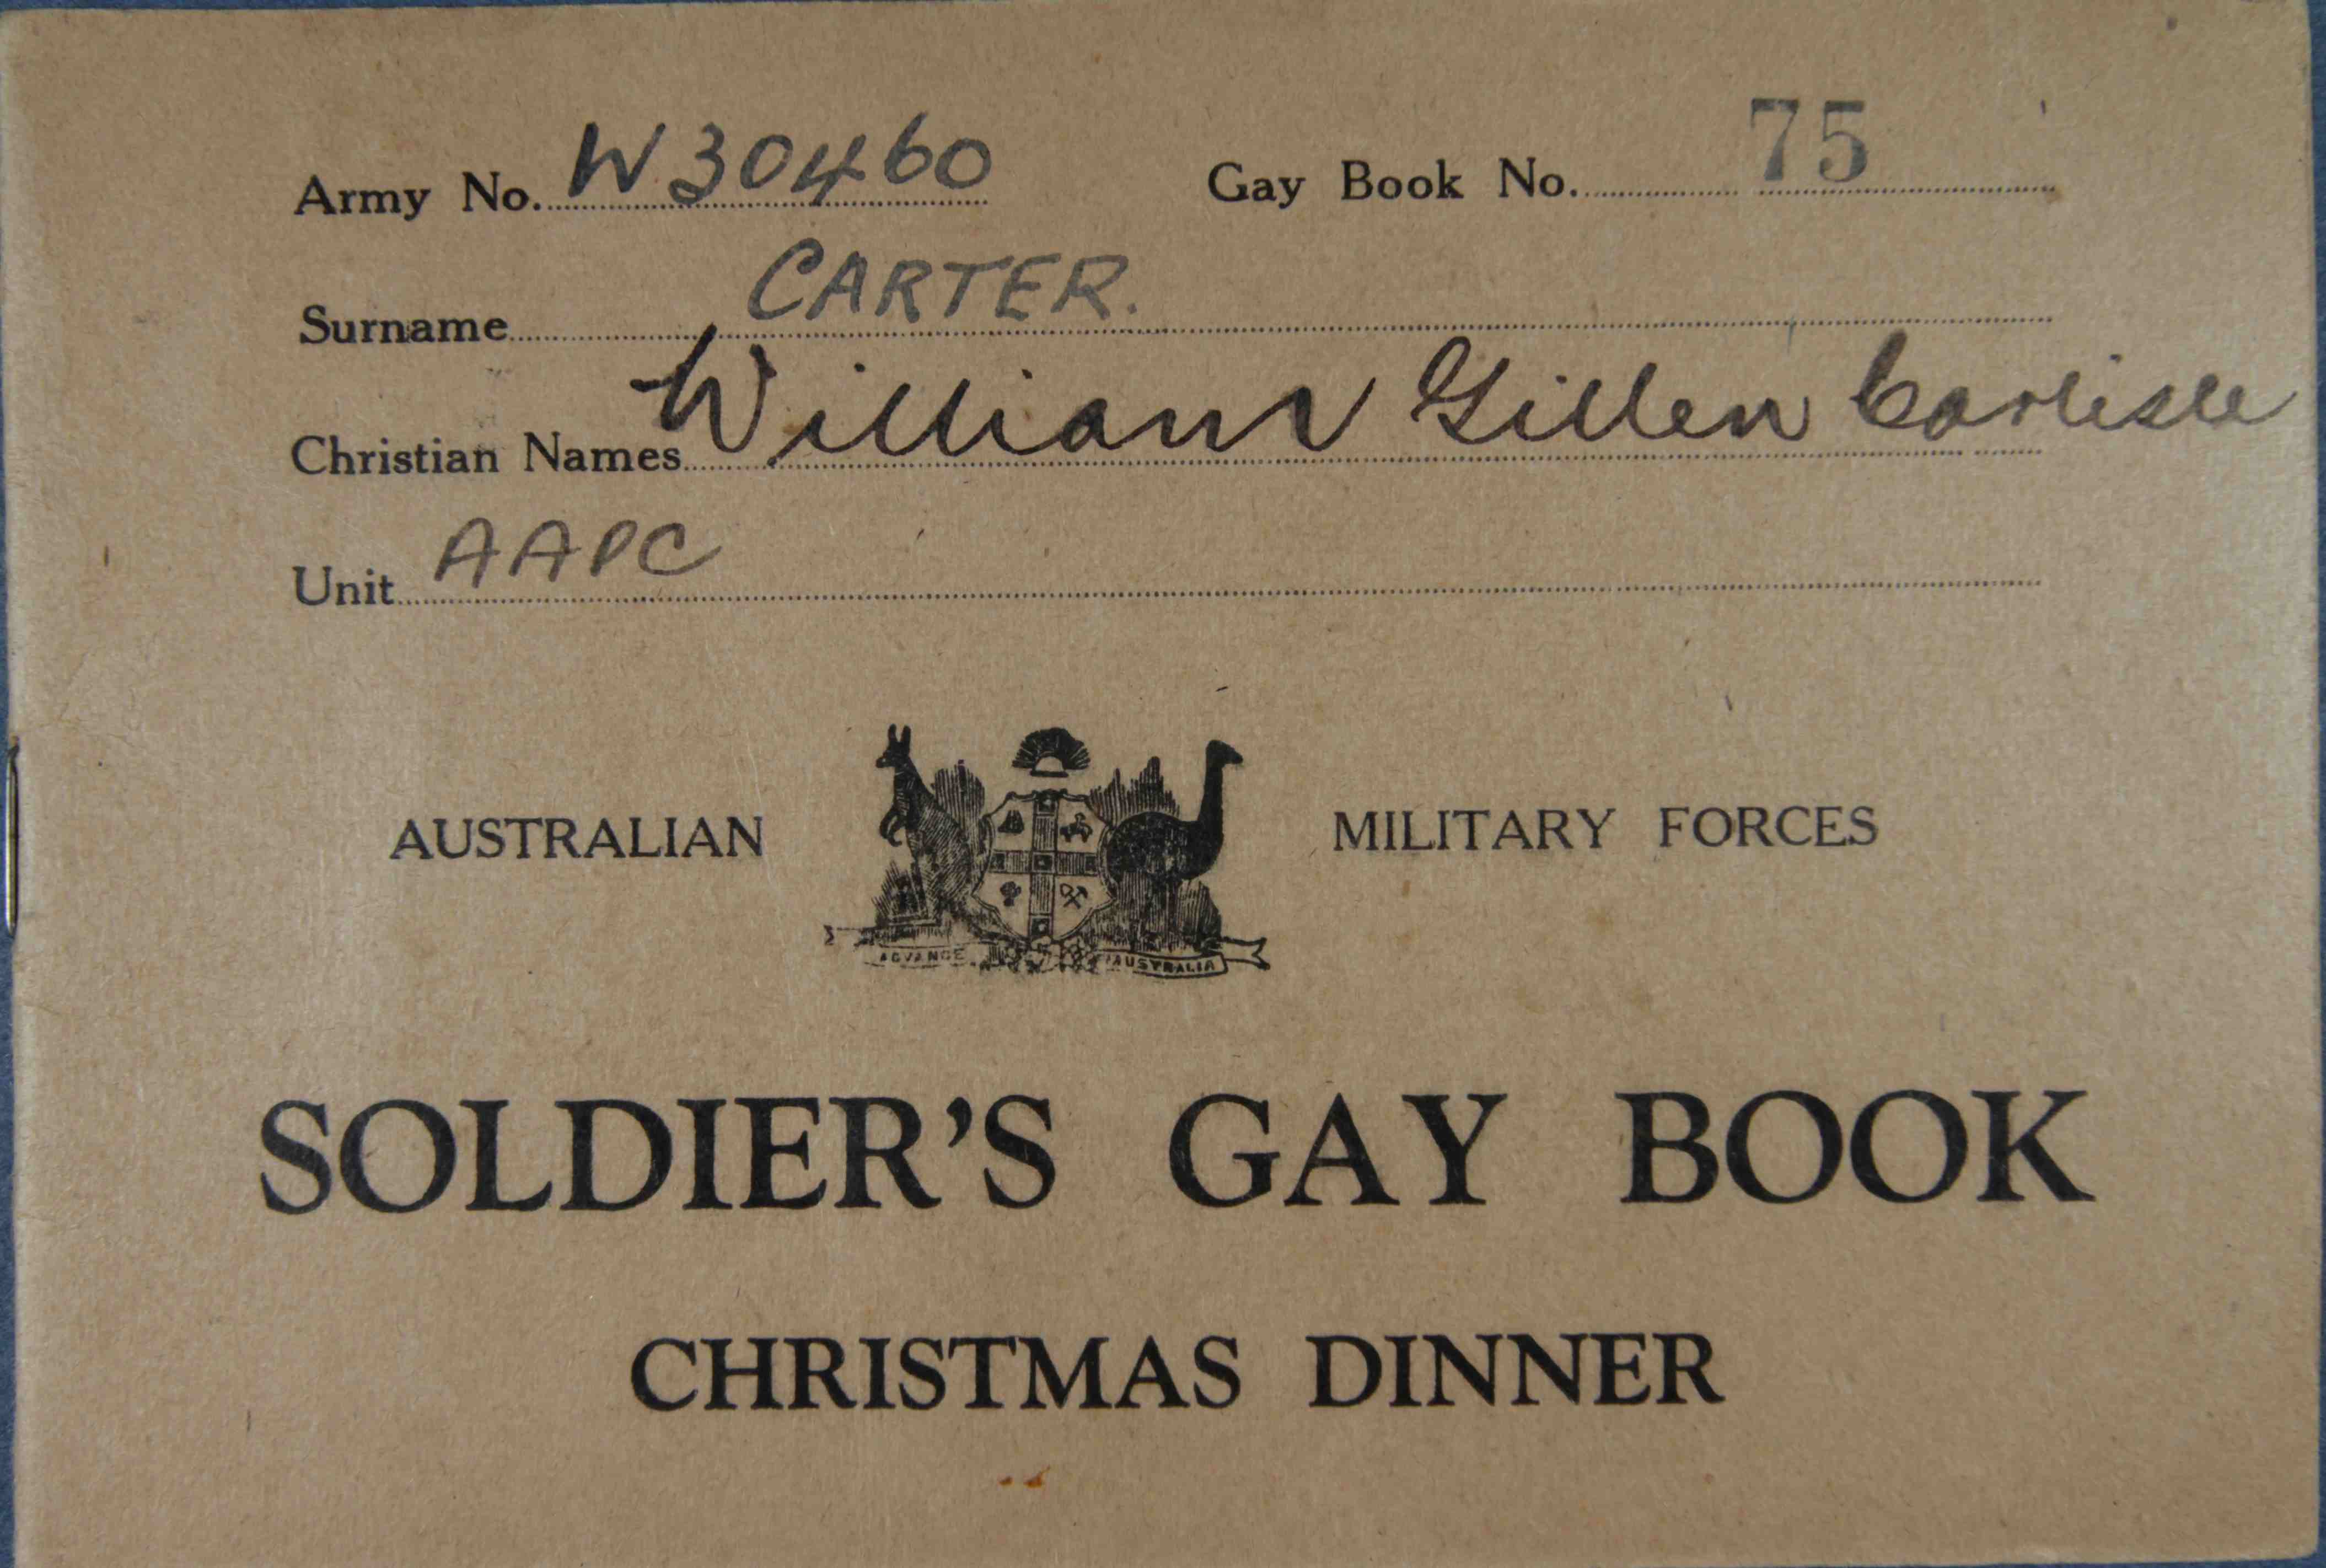 Army No. W30460 Gay Book No. 75
Surname CARTER.
Christian Names William Gillen Carlisle
Unit AAPC
AUSTRALIAN MILITARY FORCES
ADVANCE AUSTRALIA
SOLDIER'S GAY BOOK
CHRISTMAS DINNER